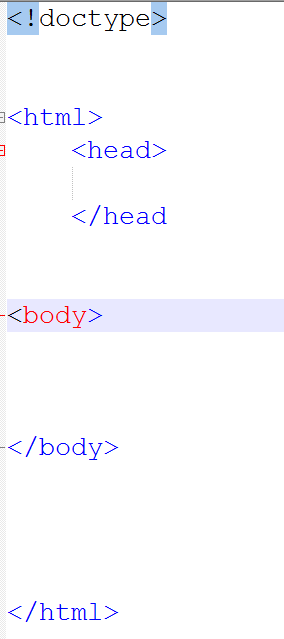 <!doctype>
<html>
<head>
</head
<body>
</body>
</html>